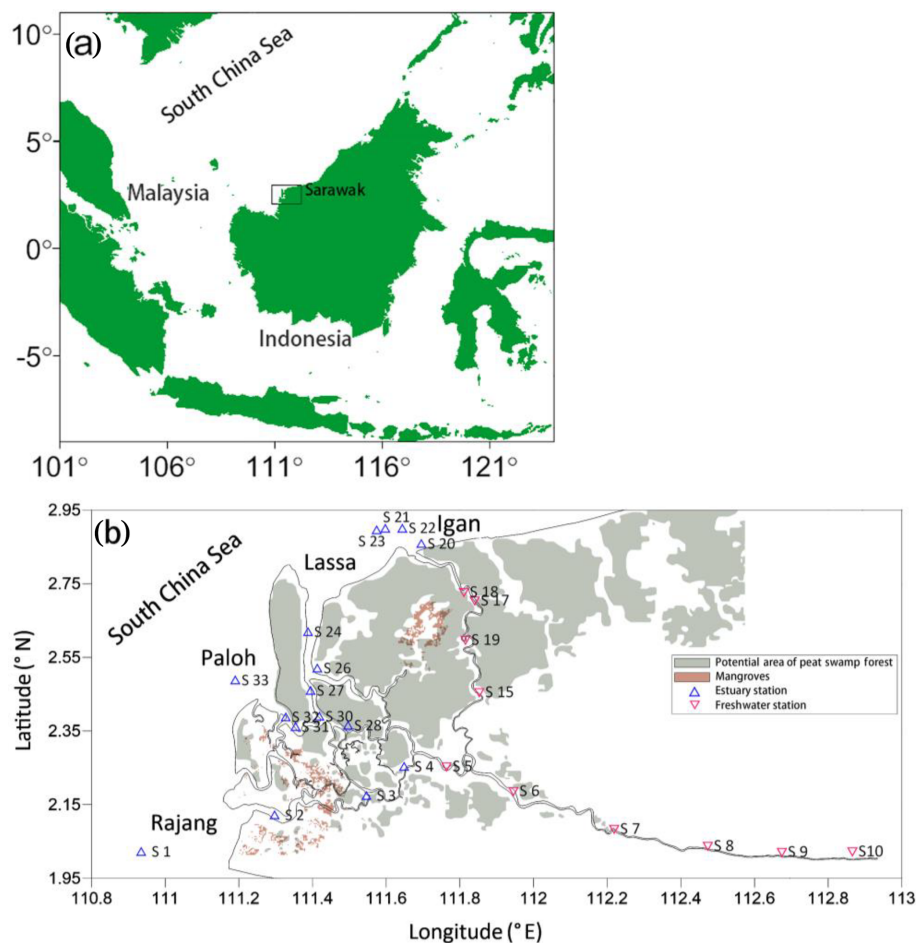 (a)
10°
5°
0°
-5°
South China Sea
Malaysia
Sarawak
Indonesia
101° 106° 111° 116° 121°
(b)
2.95
2.75
2.55
2.35
2.15
1.95
Latitude (° N)
South China Sea
S 21
S 22
Igan
S 23
S 20
Lassa
S 18
S 17
S 24
S 19
Paloh
S 26
S 33
S 27
S 15
S 32
S 30
S 31
S 28
S 4
S 5
S 3
S 6
Rajang
S 2
S 7
S 1
S 8
S 9
S10
Potential area of peat swamp forest
Mangroves
Estuary station
Freshwater station
110.8 111 111.2 111.4 111.6 111.8 112 112.2 112.4 112.6 112.8 113
Longitude (° E)